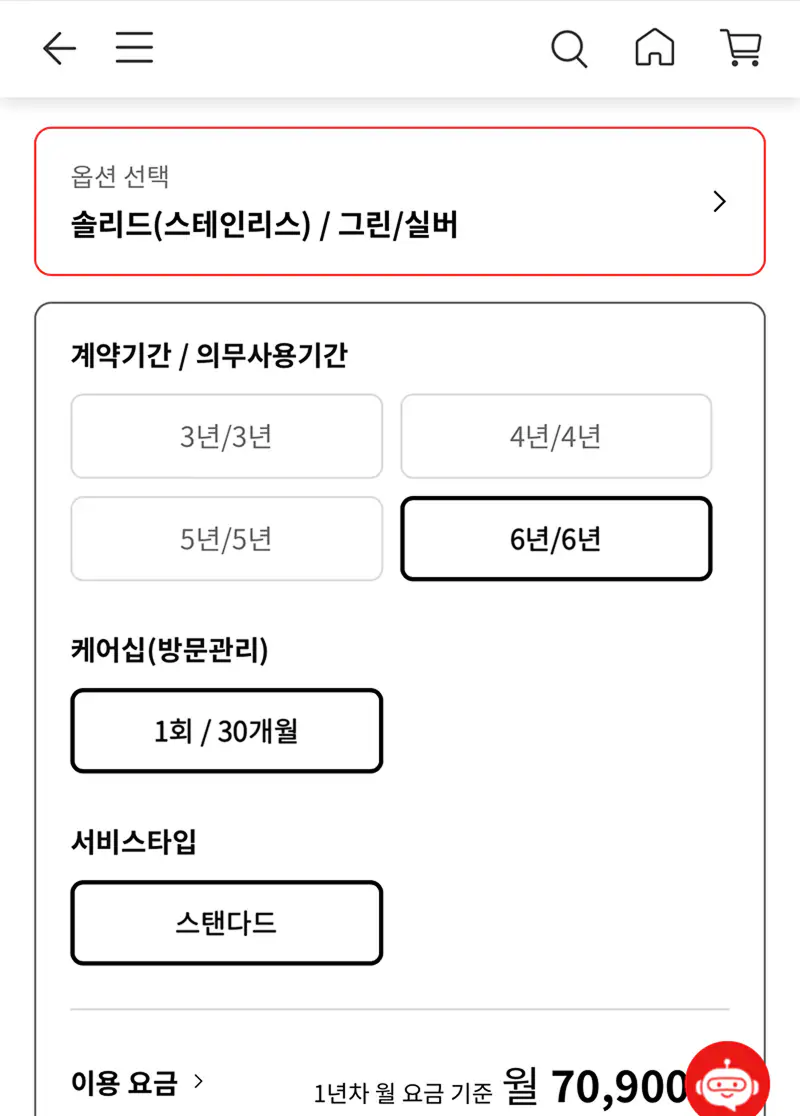 옵션 선택
솔리드(스테인리스) / 그린/실버
계약기간 / 의무사용기간
3년/3년
4년/4년
5년/5년
6년/6년
케어십(방문관리)
1회 / 30개월
서비스타입
스탠다드
이용 요금
1년차 월 요금 기준 월 70,900